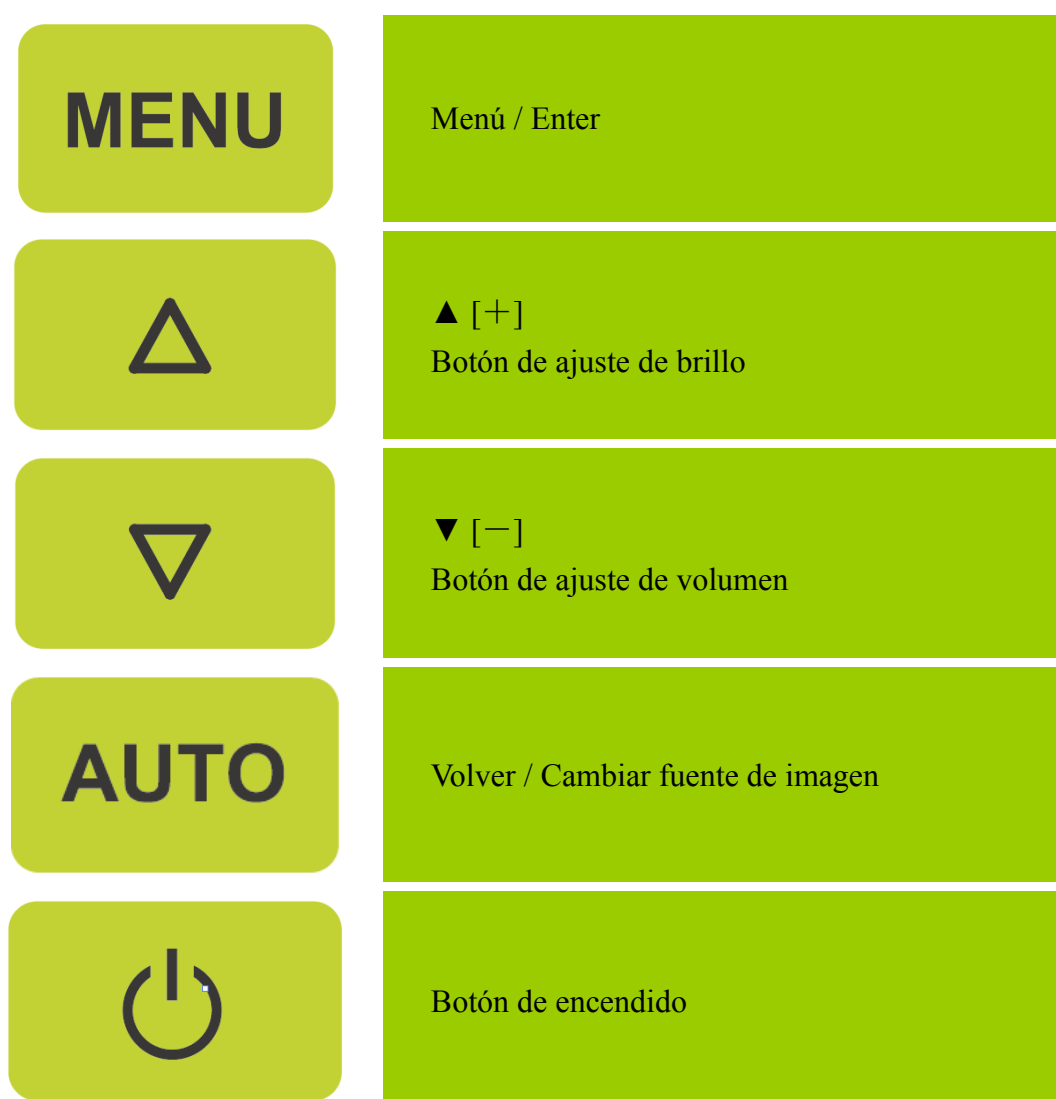 MENU
Menú / Enter
▲ [＋]
Botón de ajuste de brillo
▼ [－]
Botón de ajuste de volumen
AUTO
Volver / Cambiar fuente de imagen
Botón de encendido